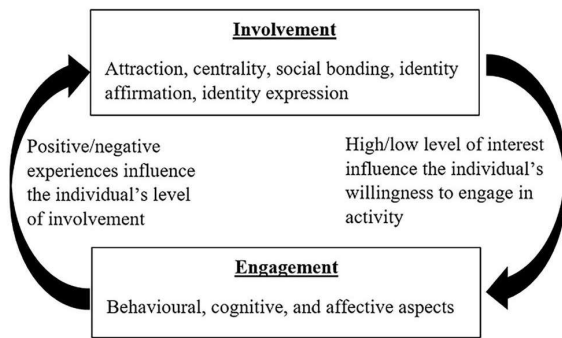 Involvement
Attraction, centrality, social bonding, identity
affirmation, identity expression
Positive/negative
experiences influence
the individual's level
of involvement
High/low level of interest
influence the individual's
willingness to engage in
activity
Engagement
Behavioural, cognitive, and affective aspects